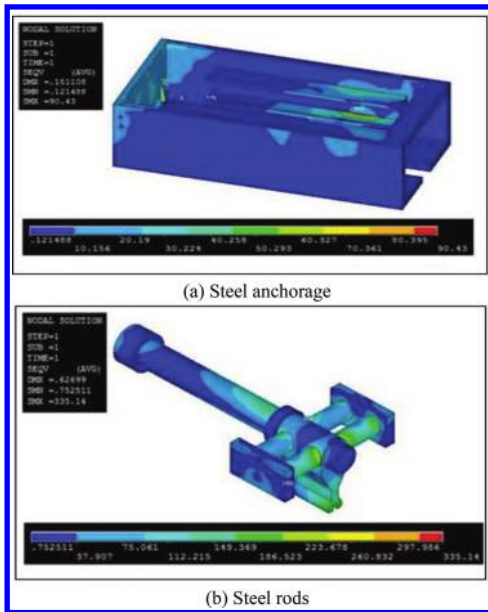 NODAL SOLUTION
STEP=1
SUB =1
TIME=1
SEQV (AVG)
DMX =.151108
SMN =.121488
SMX =90.43
.121488 20.19 40.258 60.327 80.395
10.156 30.224 50.293 70.361 90.43
(a) Steel anchorage
NODAL SOLUTION
STEP=1
SUB =1
TIME=1
SEQV (AVG)
DMX =.62699
SMN =.752511
SMX =335.14
.752511 75.061 149.369 223.678 297.986
37.907 112.215 186.523 260.832 335.14
(b) Steel rods